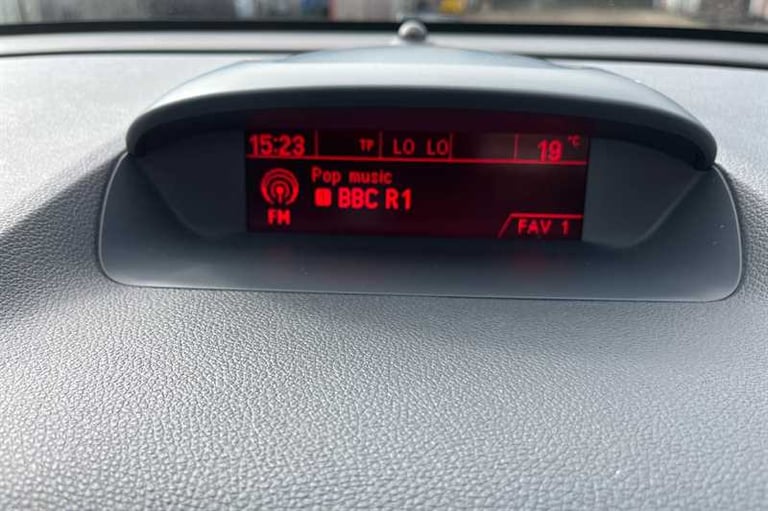 15:23 TP LO LO 19 °C
Pop music
BBC R1
FM
FAV 1